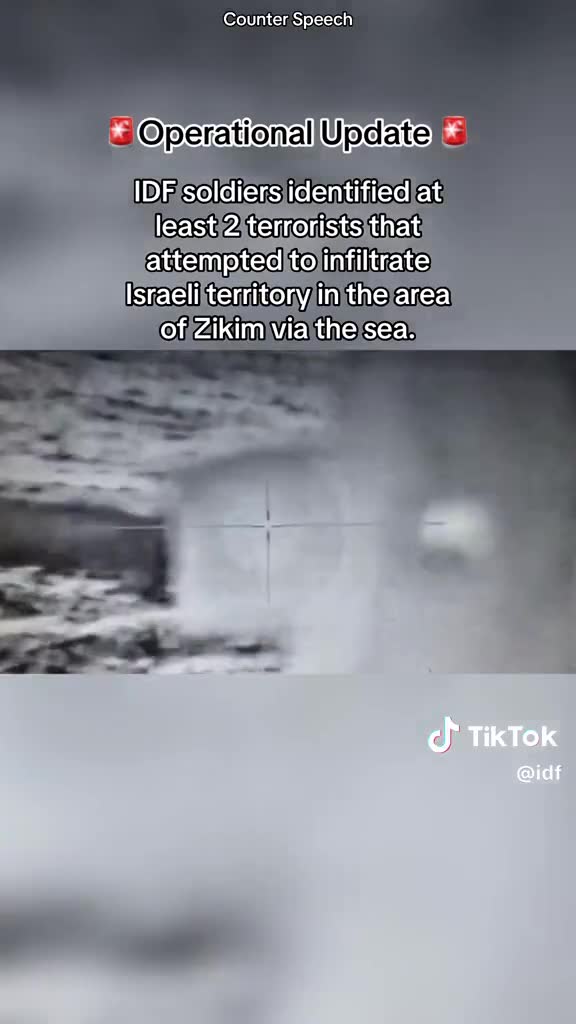 Counter Speech
🚨Operational Update🚨
IDF soldiers identified at
least 2 terrorists that
attempted to infiltrate
Israeli territory in the area
of Zikim via the sea.
TikTok
@idf